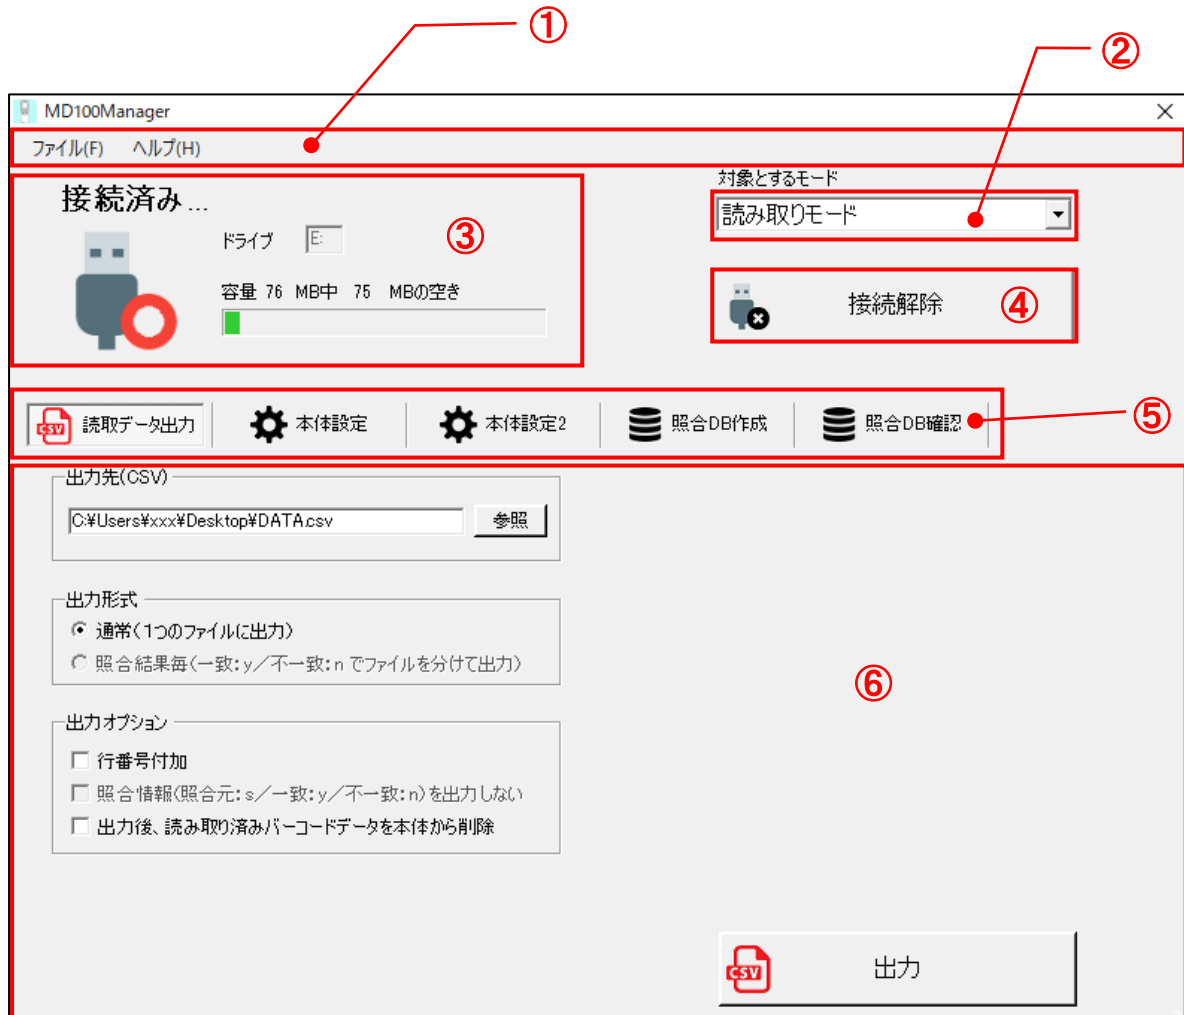 ①
②
MD100Manager
ファイル(F) ヘルプ(H)
接続済み...
対象とするモード
読み取りモード
ドライブ E:
③
容量 76 MB中 75 MBの空き
接続解除
④
CSV 読取データ出力 本体設定 本体設定2 照合DB作成 照合DB確認
⑤
出力先(CSV)
C:¥Users¥xxx¥Desktop¥DATA.csv 参照
出力形式
通常(1つのファイルに出力)
照合結果毎(一致:y/不一致:n でファイルを分けて出力)
⑥
出力オプション
行番号付加
照合情報(照合元:s/一致:y/不一致:n)を出力しない
出力後、読み取り済みバーコードデータを本体から削除
CSV 出力